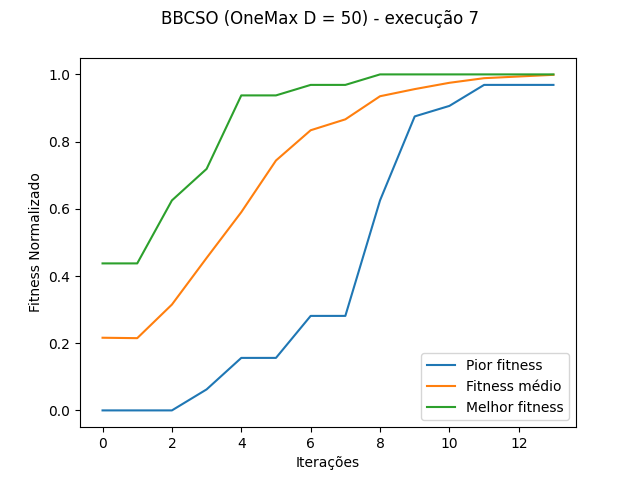 BBCSO (OneMax D = 50) - execução 7
Fitness Normalizado
1.0
0.8
0.6
0.4
0.2
0.0
0 2 4 6 8 10 12
Iterações
Pior fitness
Fitness médio
Melhor fitness